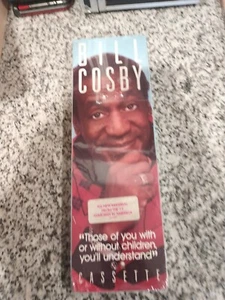 BILL
COSBY
"Those of you with
or without children,
you'll understand"
CASSETTE